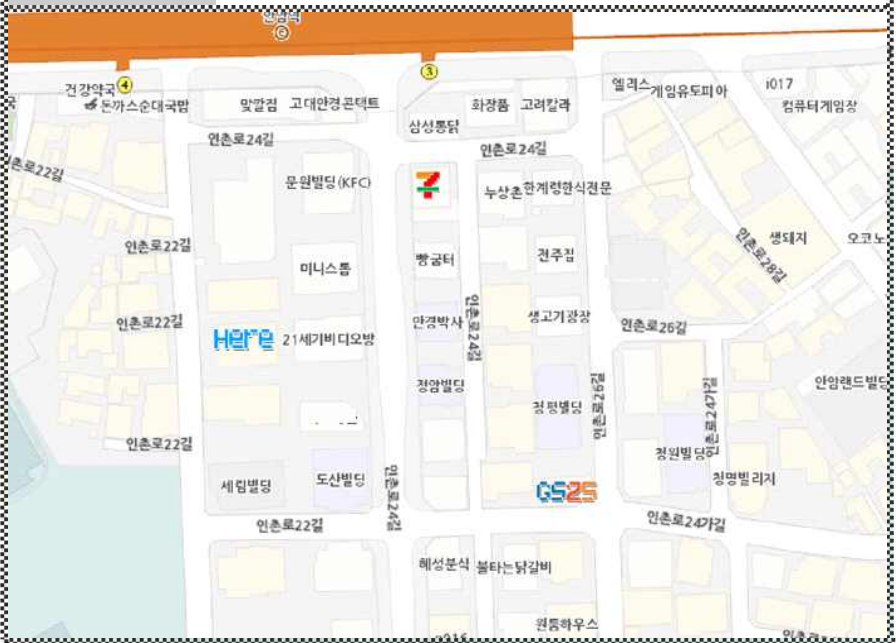 ④
③
건강약국
돈까스순대국밥
맞깔집
고대안경콘택트
삼성통닭
화장품
고려칼라
엘리스
게임유토피아
i017
컴퓨터게임장
인촌로24길
인촌로24길
인촌로22길
문원빌딩(KFC)
7
누상촌
한계령한식전문
인촌로22길
미니스톱
빵굼터
전주집
인촌로28길
생돼지
오코노
인촌로22길
Here
21세기비디오방
안경박사
인촌로24길
생고기광장
인촌로26길
정암빌딩
정평빌딩
인촌로26길
인촌로24가길
안암랜드빌딩
인촌로22길
세림빌딩
도산빌딩
인촌로24길
GS25
정원빌딩
청명빌리지
인촌로22길
인촌로24가길
혜성분식
불타는닭갈비
원룸하우스